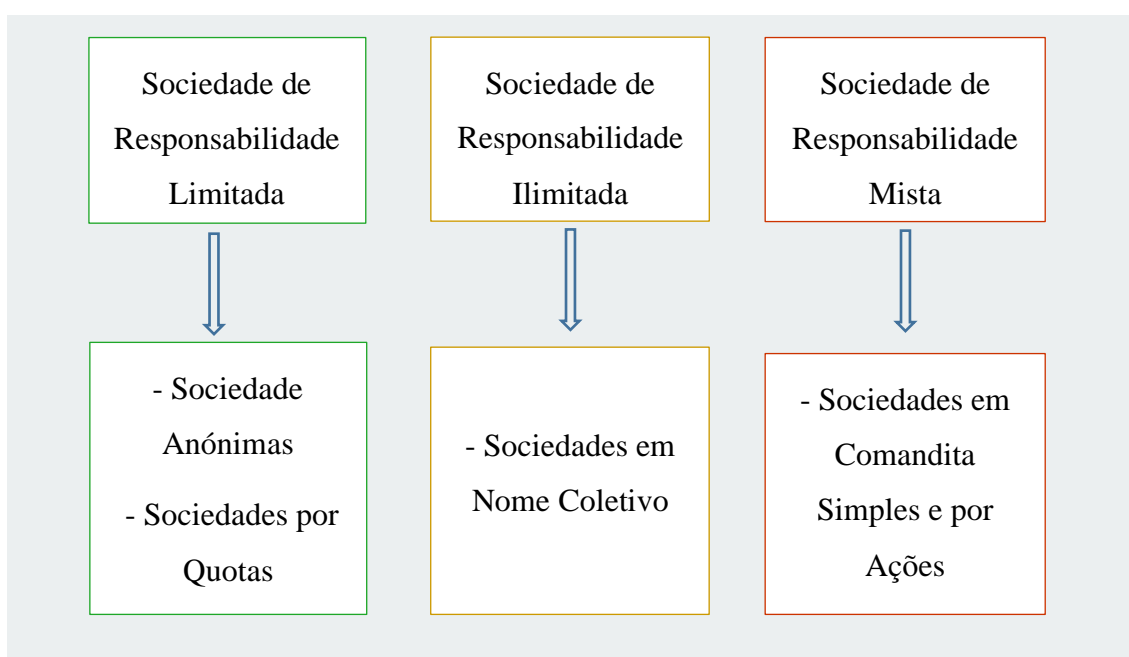 Sociedade de
Responsabilidade
Limitada
Sociedade de
Responsabilidade
Ilimitada
Sociedade de
Responsabilidade
Mista
- Sociedade
Anónimas
- Sociedades por
Quotas
- Sociedades em
Nome Coletivo
- Sociedades em
Comandita
Simples e por
Ações